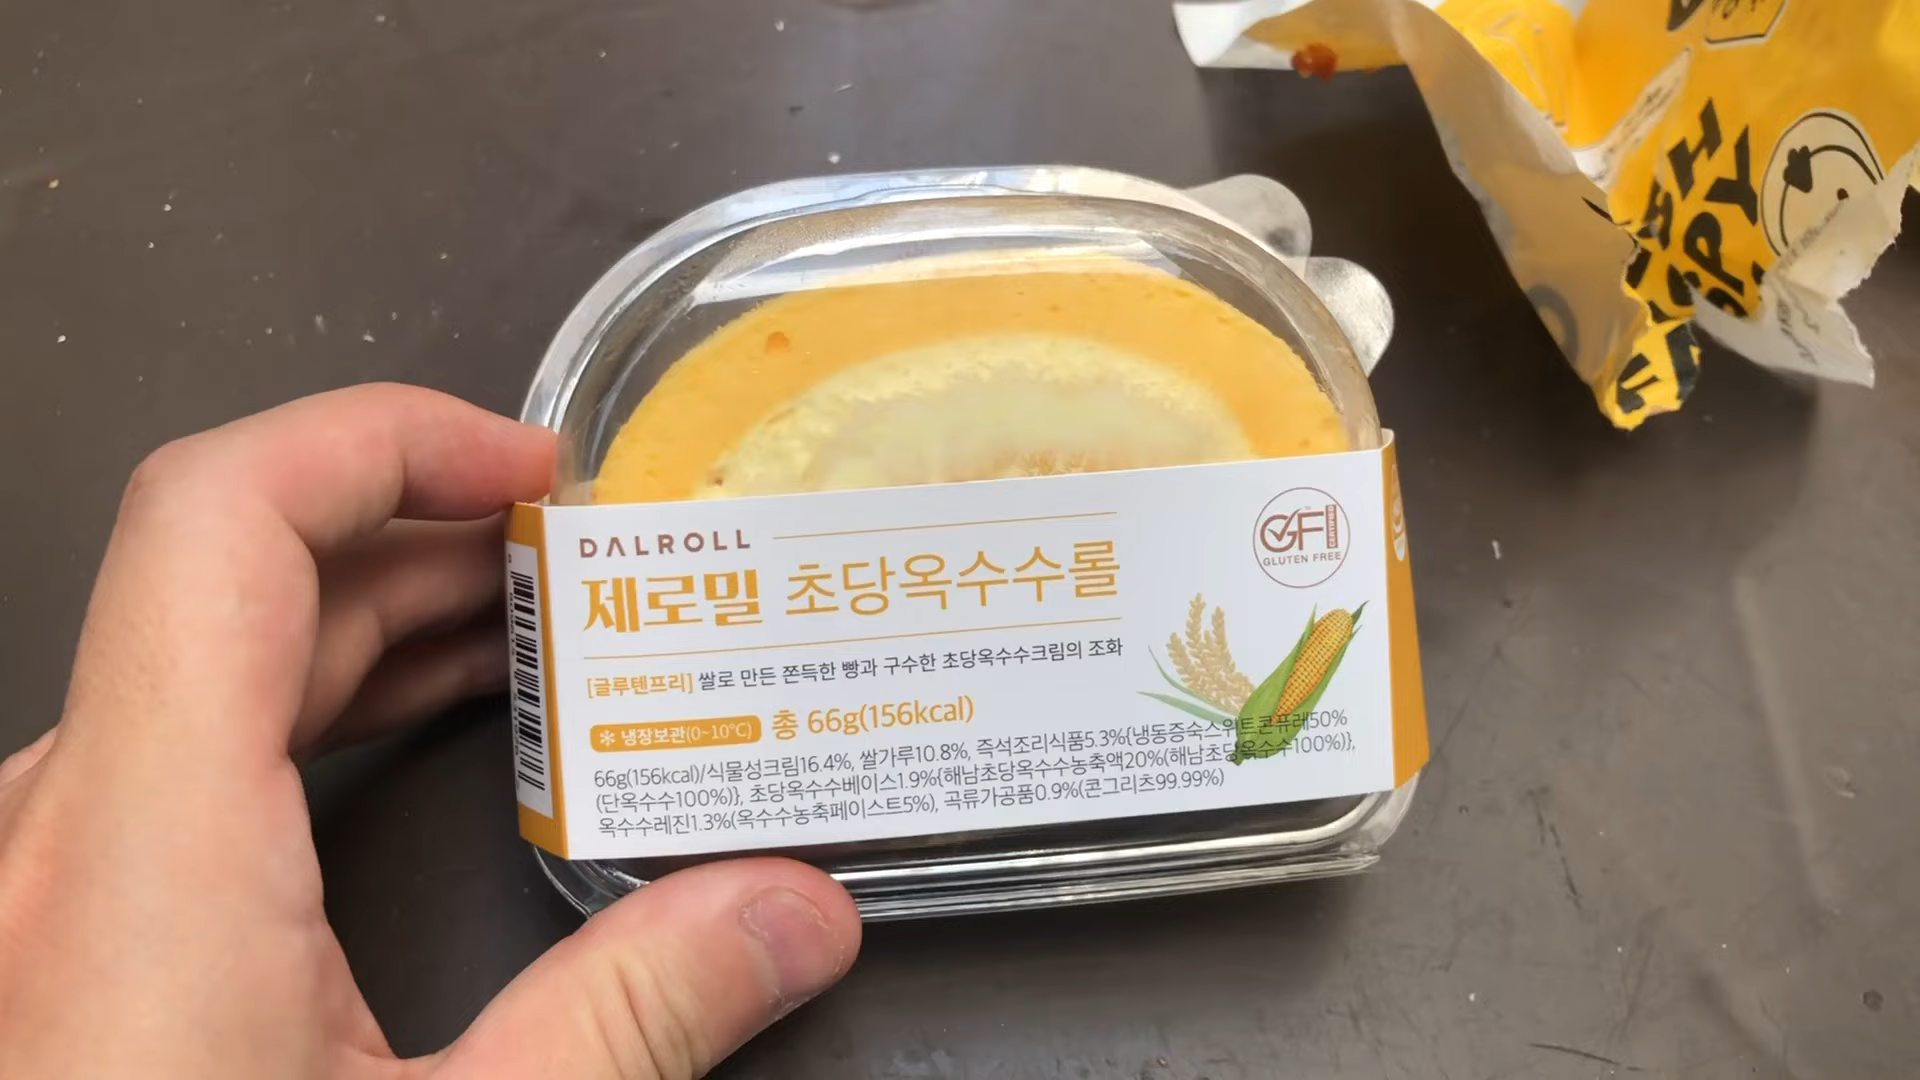 DALROLL
제로밀 초당옥수수롤
[글루텐프리] 쌀로 만든 쫀득한 빵과 구수한 초당옥수수크림의 조화
냉장보관(0~10℃) 총 66g(156kcal)
66g(156kcal)/식물성크림16.4%, 쌀가루10.8%, 즉석조리식품5.3%{냉동증숙스위트콘퓨레50%
(단옥수수100%)}, 초당옥수수베이스1.9%{해남초당옥수수농축액20%(해남초당옥수수100%)},
옥수수레진1.3%(옥수수농축페이스트5%), 곡류가공품0.9%(콘그리츠99.99%)
GF CERTIFIED
GLUTEN FREE